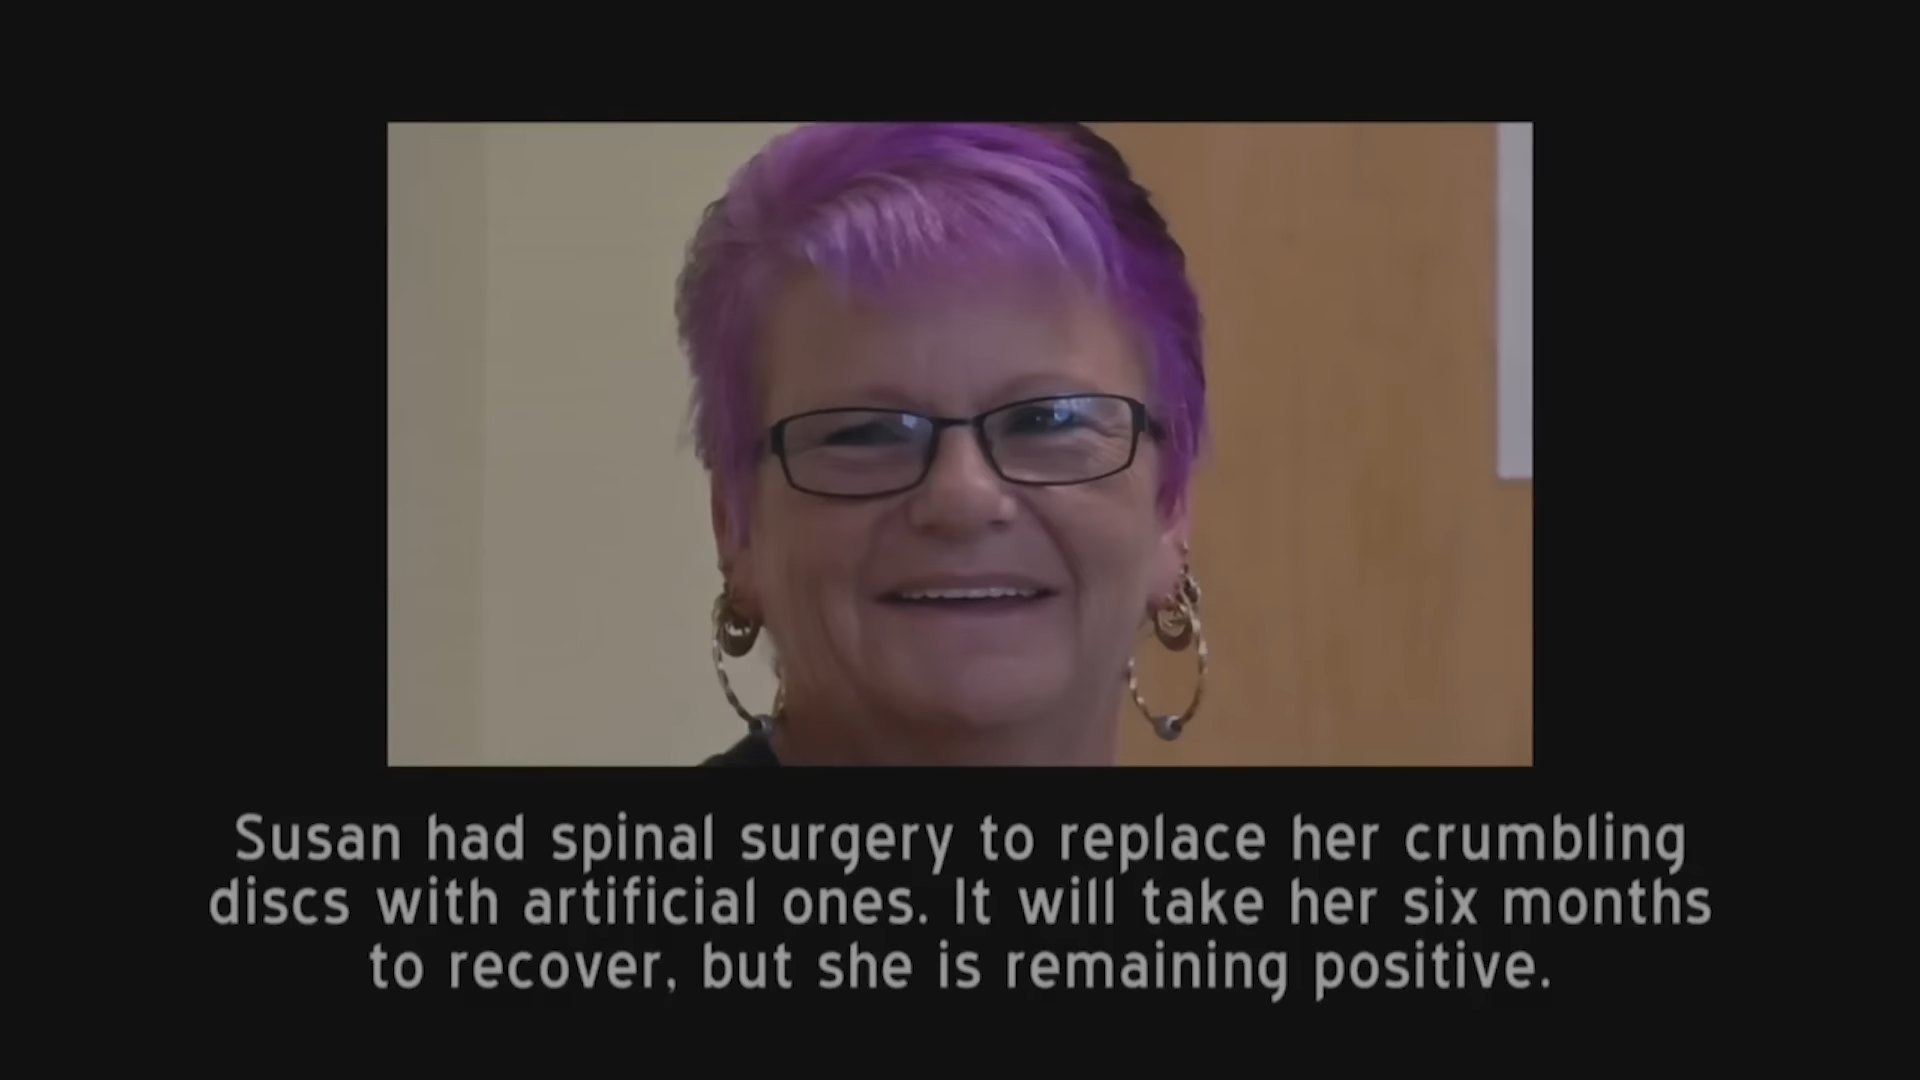 Susan had spinal surgery to replace her crumbling
discs with artificial ones. It will take her six months
to recover, but she is remaining positive.